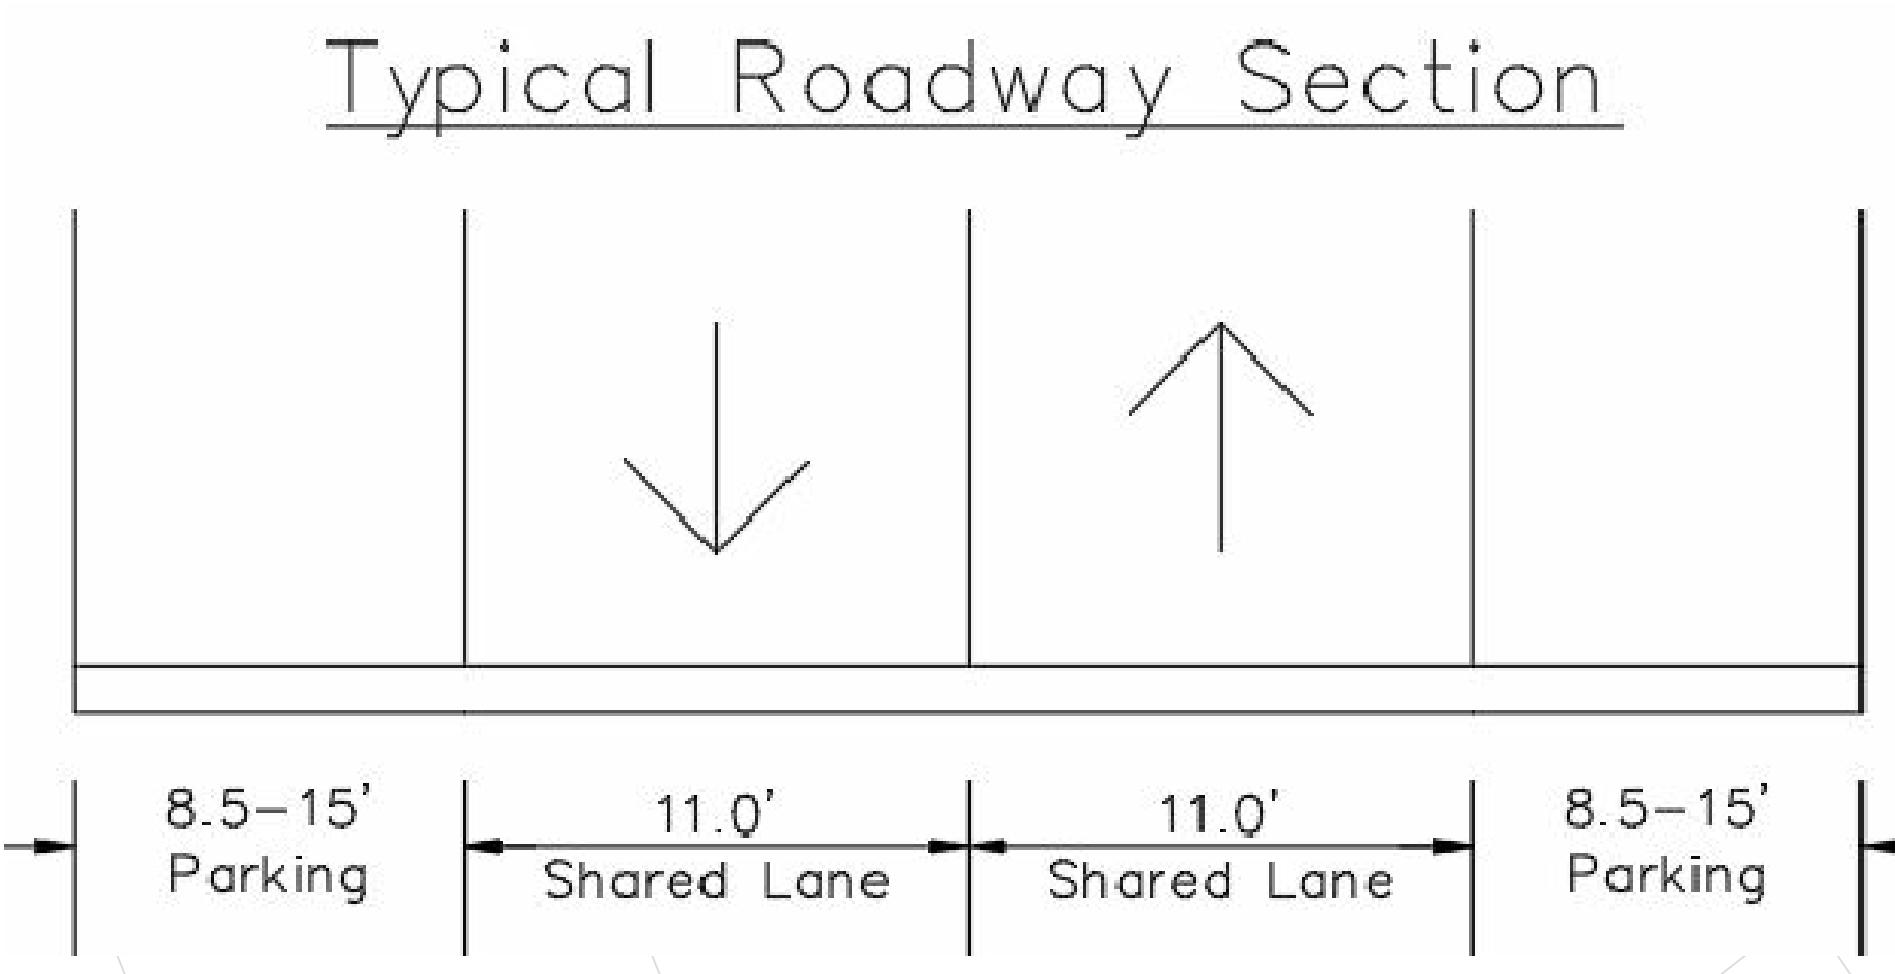 Typical Roadway Section
8.5-15' 11.0' 11.0' 8.5-15'
Parking Shared Lane Shared Lane Parking